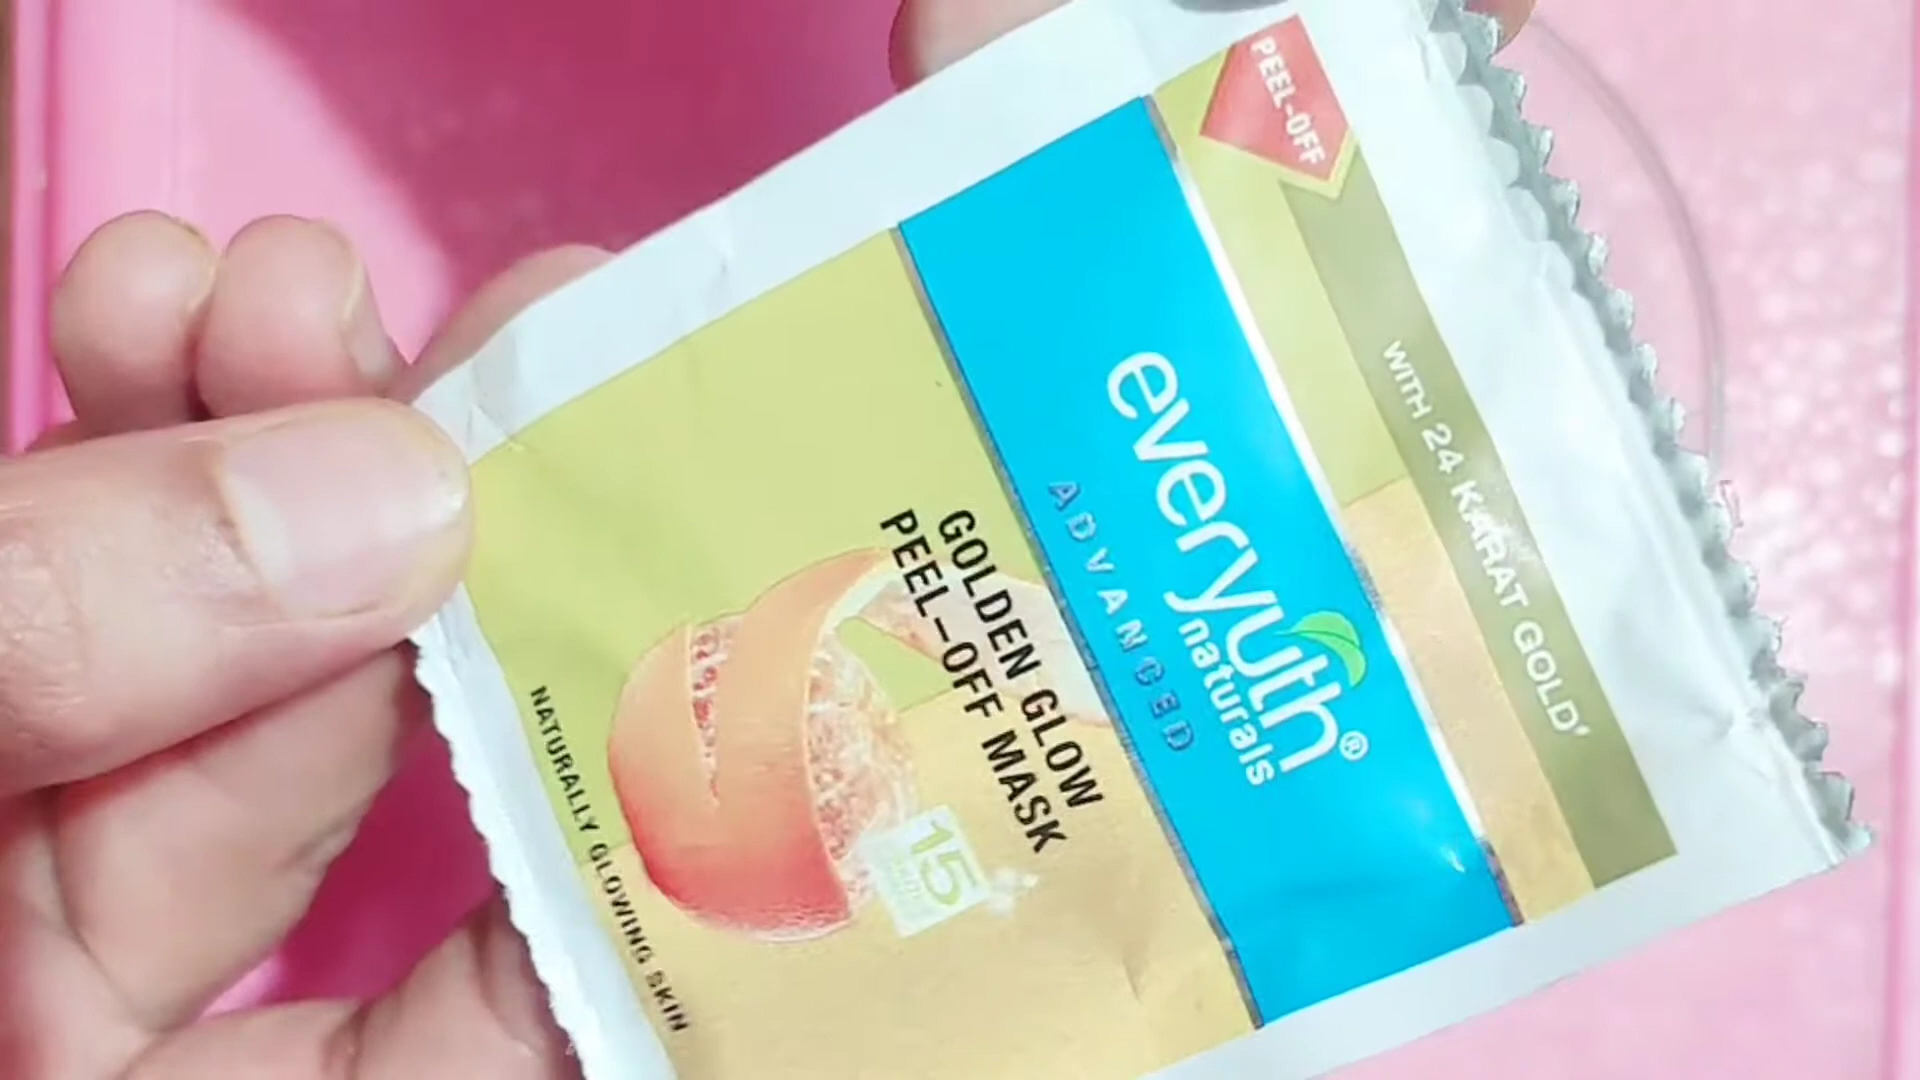 PEEL-OFF
WITH 24 KARAT GOLD'
everyuth®
naturals
ADVANCED
GOLDEN GLOW
PEEL-OFF MASK
15
NATURALLY GLOWING SKIN